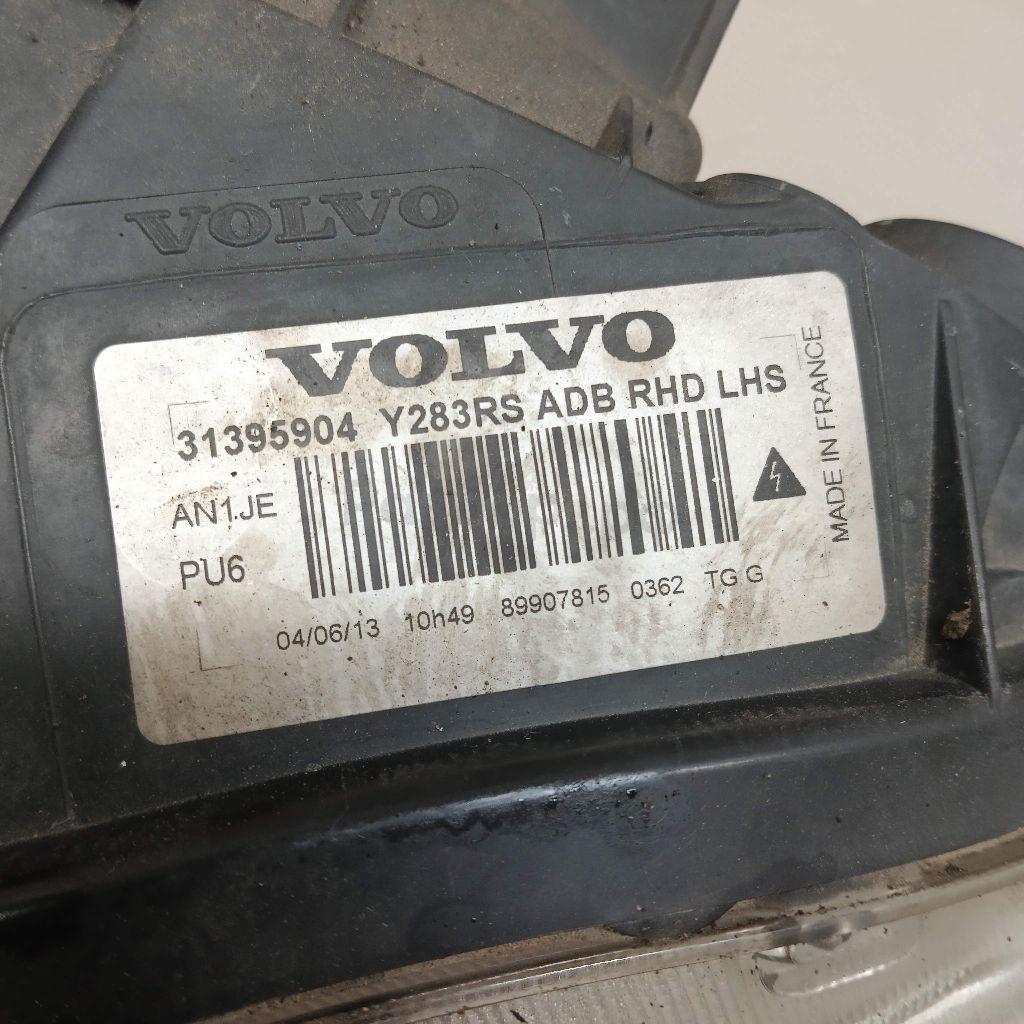 VOLVO
VOLVO
31395904 Y283RS ADB RHD LHS
AN1JE
PU6
04/06/13 10h49 89907815 0362 TG G
MADE IN FRANCE